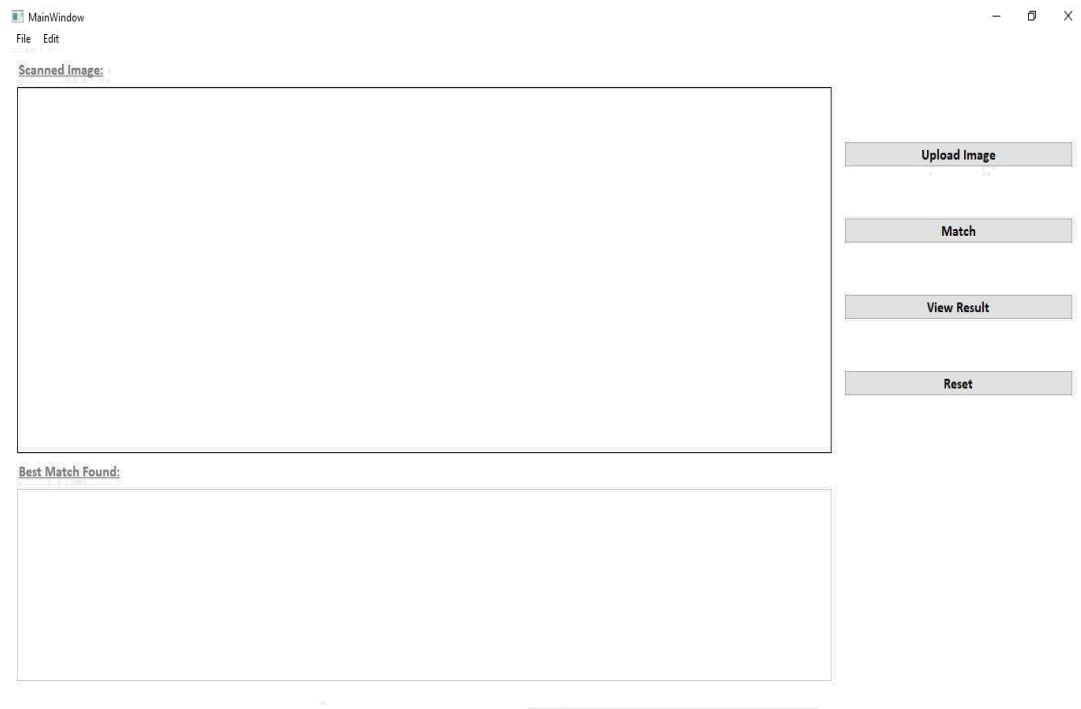 MainWindow
File Edit
Scanned Image:
Upload Image
Match
View Result
Reset
Best Match Found: